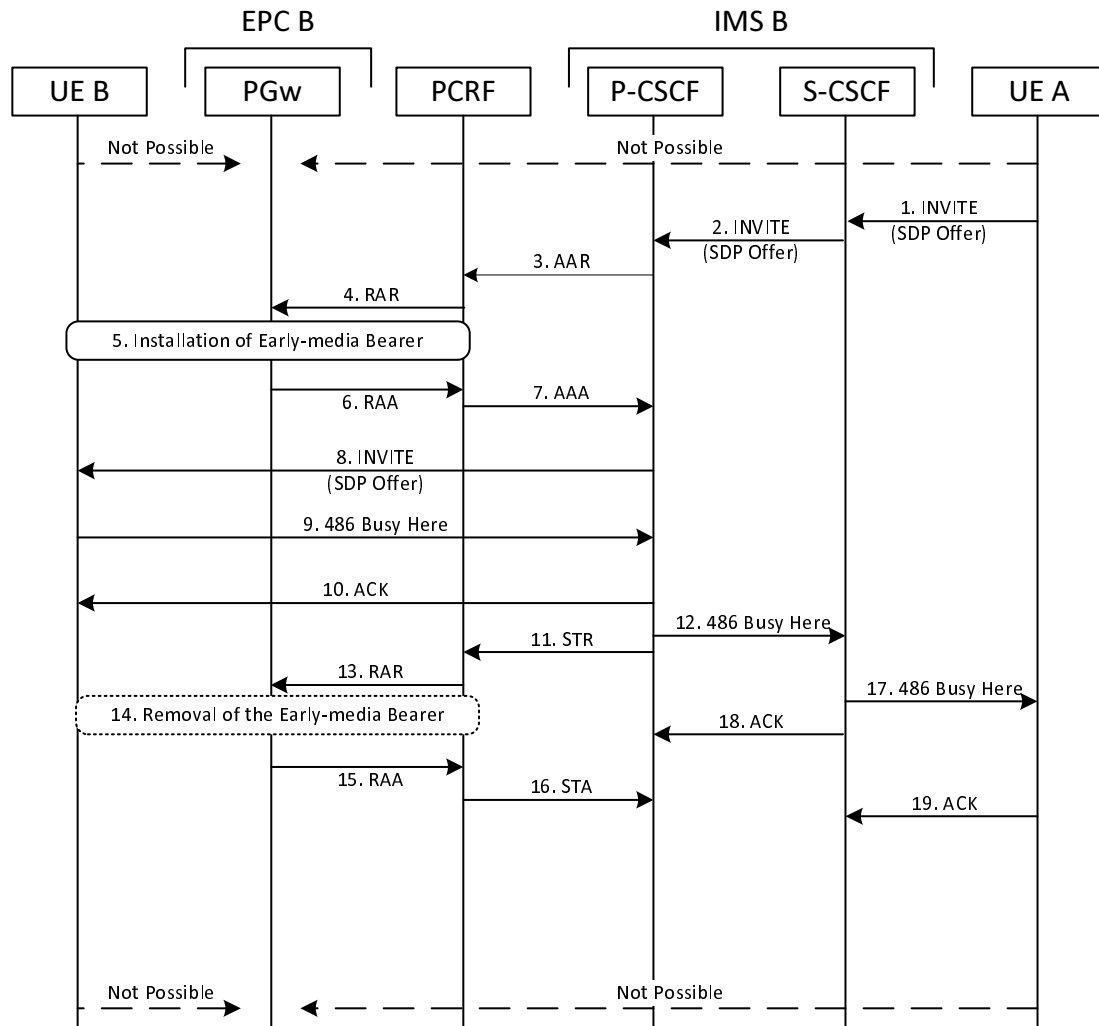 EPC B
IMS B
UE B
PGw
PCRF
P-CSCF
S-CSCF
UE A
Not Possible
Not Possible
1. INVITE
(SDP Offer)
2. INVITE
(SDP Offer)
3. AAR
4. RAR
5. Installation of Early-media Bearer
6. RAA
7. AAA
8. INVITE
(SDP Offer)
9. 486 Busy Here
10. ACK
12. 486 Busy Here
11. STR
13. RAR
17. 486 Busy Here
14. Removal of the Early-media Bearer
18. ACK
15. RAA
16. STA
19. ACK
Not Possible
Not Possible